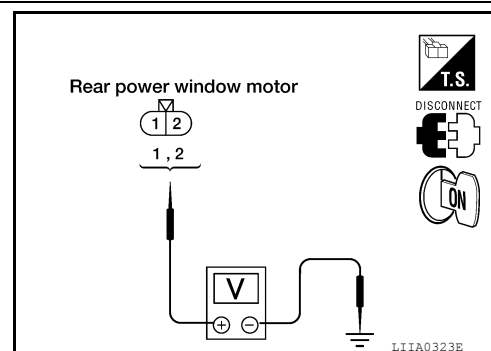 T.S.
Rear power window motor
DISCONNECT
1 2
1 , 2
ON
V
+ −
LIIA0323E